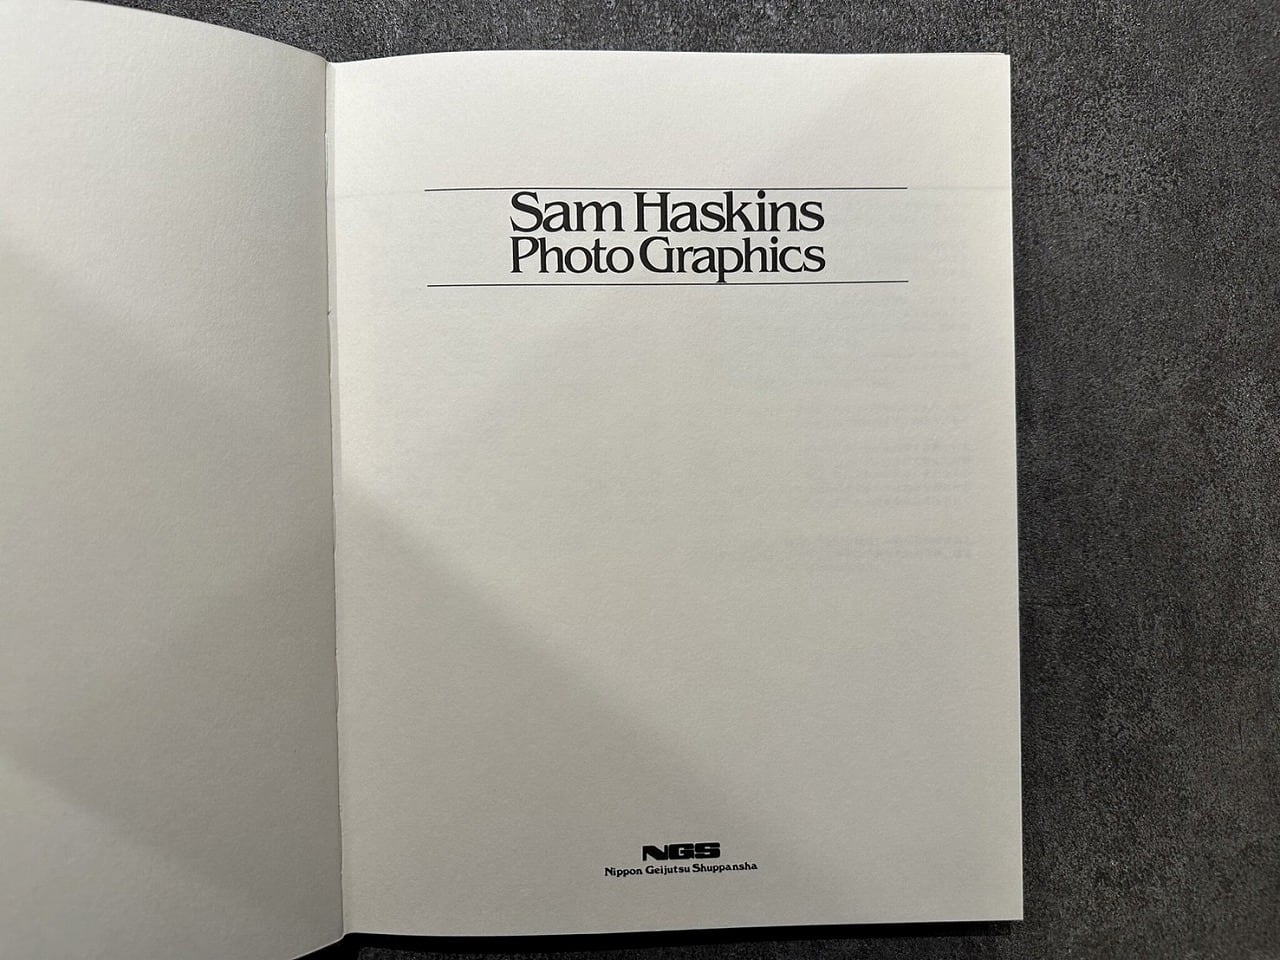 Sam Haskins
Photo Graphics
NGS
Nippon Geijutsu Shuppansha